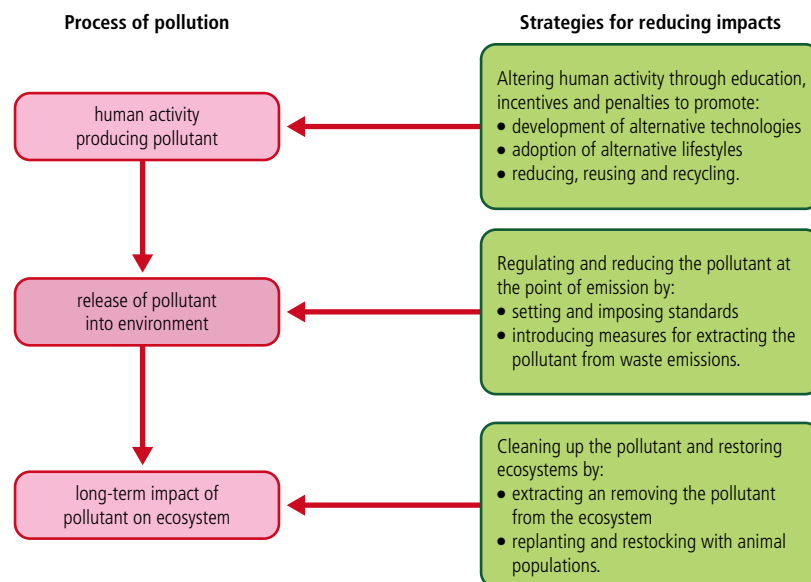 Process of pollution
Strategies for reducing impacts
human activity
producing pollutant
Altering human activity through education,
incentives and penalties to promote:
• development of alternative technologies
• adoption of alternative lifestyles
• reducing, reusing and recycling.
release of pollutant
into environment
Regulating and reducing the pollutant at
the point of emission by:
• setting and imposing standards
• introducing measures for extracting the
pollutant from waste emissions.
long-term impact of
pollutant on ecosystem
Cleaning up the pollutant and restoring
ecosystems by:
• extracting an removing the pollutant
from the ecosystem
• replanting and restocking with animal
populations.